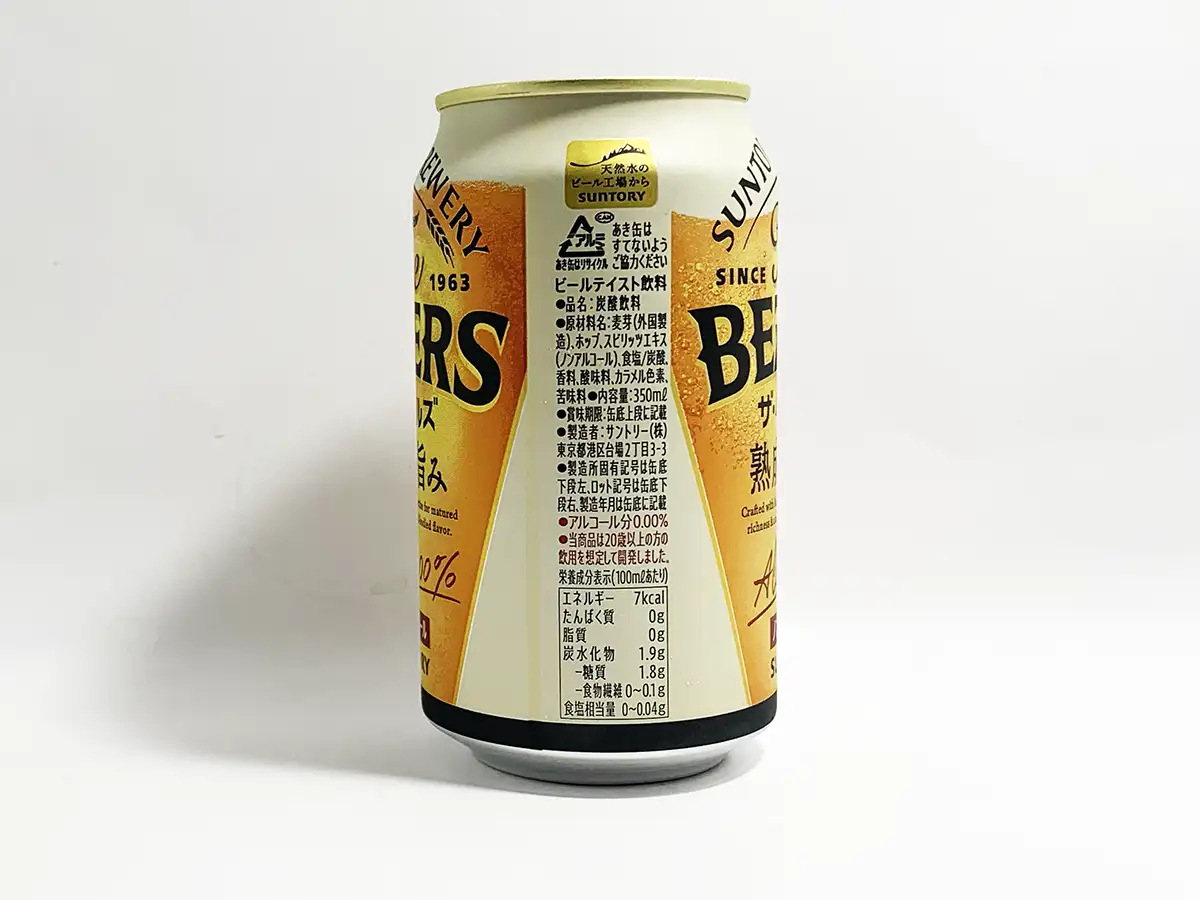 BREWERY
1963
ERS
ルズ
旨み
for matured
flavor.
00%
天然水の
ビール工場から
SUNTORY
CAN
アルミ
あき缶はリサイクル
あき缶は
すてないよう
ご協力ください
ビールテイスト飲料
●品名:炭酸飲料
●原材料名:麦芽(外国製
造)、ホップ、スピリッツエキス
(ノンアルコール)、食塩/炭酸、
香料、酸味料、カラメル色素、
苦味料●内容量:350mℓ
●賞味期限:缶底上段に記載
●製造者:サントリー(株)
東京都港区台場2丁目3-3
●製造所固有記号は缶底
下段左、ロット記号は缶底下
段右、製造年月は缶底に記載
●アルコール分0.00%
●当商品は20歳以上の方の
飲用を想定して開発しました。
栄養成分表示(100mℓあたり)
エネルギー 7kcal
たんぱく質 0g
脂質 0g
炭水化物 1.9g
−糖質 1.8g
−食物繊維 0~0.1g
食塩相当量 0~0.04g
SUNTO
SINCE
BEE
ザ・
熟成
Crafted with
richness
Al